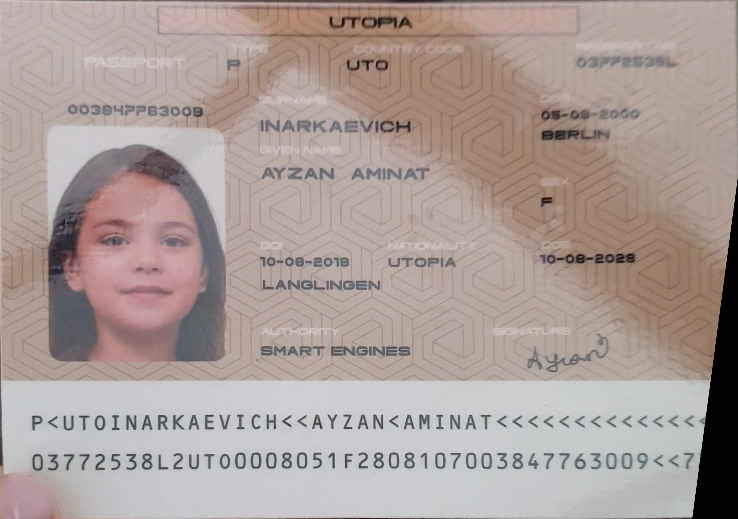 UTOPIA
TYPE COUNTRY CODE
PASSPORT P UTO 03772538L
003847763009
SURNAME DOB
INARKAEVICH 05-08-2000
BERLIN
GIVEN NAME
AYZAN AMINAT
SEX
F
DOI NATIONALITY DOE
10-08-2018 UTOPIA 10-08-2028
LANGLINGEN
AUTHORITY SIGNATURE
SMART ENGINES
Ayzan
P<UTOINARKAEVICH<<AYZAN<AMINAT<<<<<<<<<<<<<<
03772538L2UTO0008051F2808107003847763009<<7